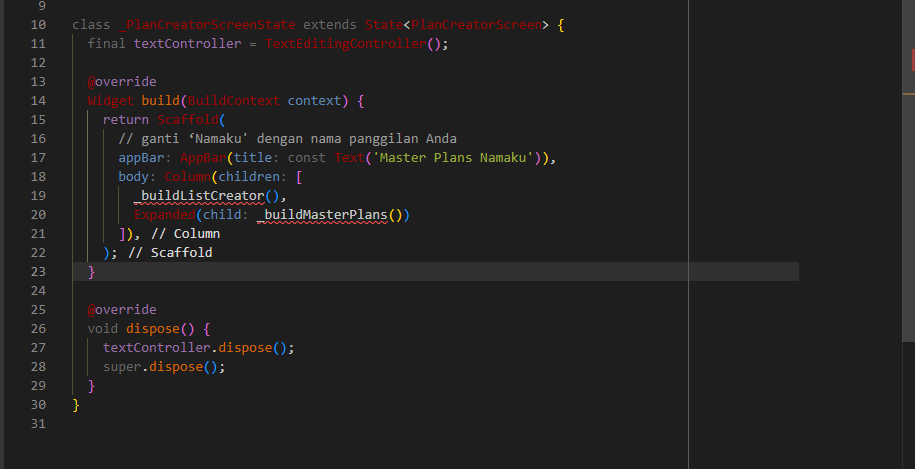 9
10 class _PlanCreatorScreenState extends State<PlanCreatorScreen> {
11 final textController = TextEditingController();
12
13 @override
14 Widget build(BuildContext context) {
15 return Scaffold(
16 // ganti ‘Namaku' dengan nama panggilan Anda
17 appBar: AppBar(title: const Text('Master Plans Namaku')),
18 body: Column(children: [
19 _buildListCreator(),
20 Expanded(child: _buildMasterPlans())
21 ]), // Column
22 ); // Scaffold
23 }
24
25 @override
26 void dispose() {
27 textController.dispose();
28 super.dispose();
29 }
30 }
31